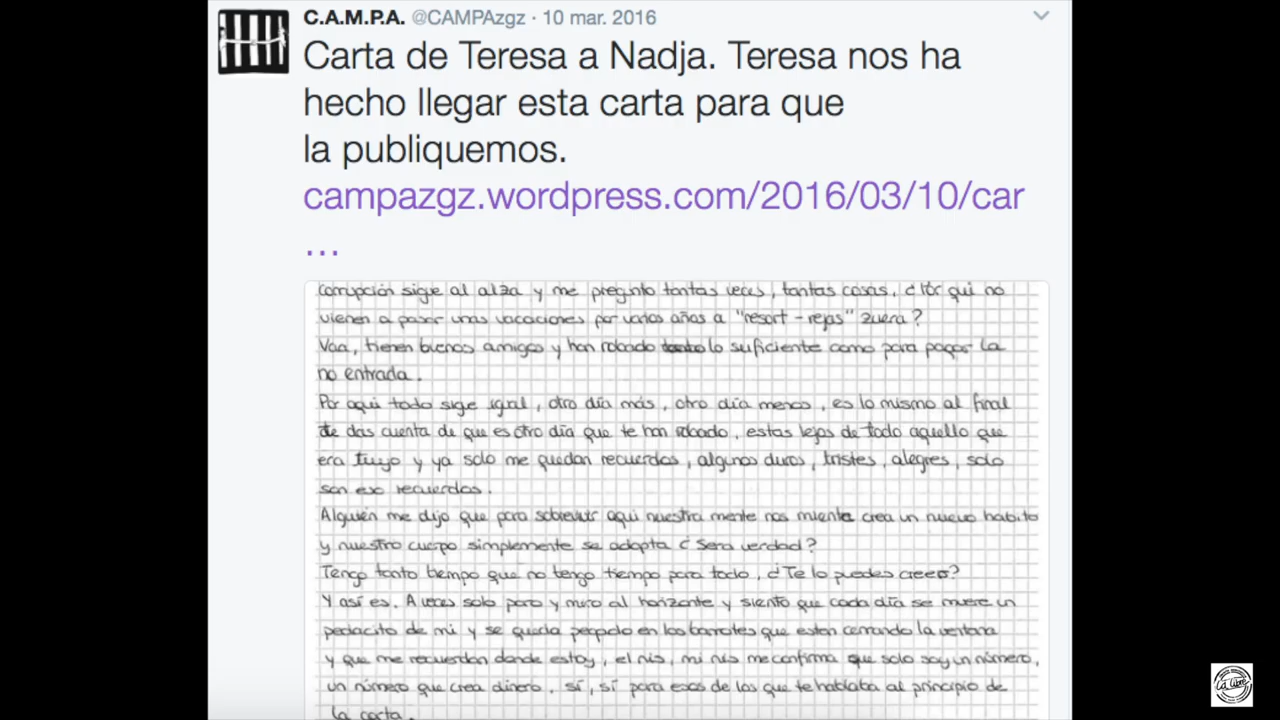 C.A.M.P.A. @CAMPAzgz · 10 mar. 2016
Carta de Teresa a Nadja. Teresa nos ha
hecho llegar esta carta para que
la publiquemos.
campazgz.wordpress.com/2016/03/10/car
...
corrupción sigue al alza y me pregunto tantas veces, tantas cosas, ¿Pór qui no
vienen a pasar unas vacaciones por varios años a "resort-rejas" zuera?
Vaa, tienen buenos amigos y han robado lo suficiente como para pagar la
no entrada.
Por aqui todo sige igual, otro día más, otro día menos, es lo mismo al final
te das cuenta de que es otro día que te han robado, estas lejos de todo aquello que
era tuyo y ya solo me quedan recuerdos, algunos duros, tristes, alegres, solo
son eso recuerdos.
Alguién me dijo que para sobrevivir aqui nuestra mente nos miente crea un nuevo habito
y nuestro cuerpo simplemente se adapta ¿Sera verdad?
Tengo tanto tiempo que no tengo tiempo para todo, ¿Te lo puedes creer?
Y así es. A veces solo paro y miro al horizonte y siento que cada día se muere un
pedacito de mi y se queda pegado en los barrotes que estan cerrando la ventana
y que me recuerdan donde estoy, el nis, mi nis me confirma que solo soy un número,
un número que crea dinero. sí, sí para esos de los que te hablaba al principio de
la carta.
La Libre